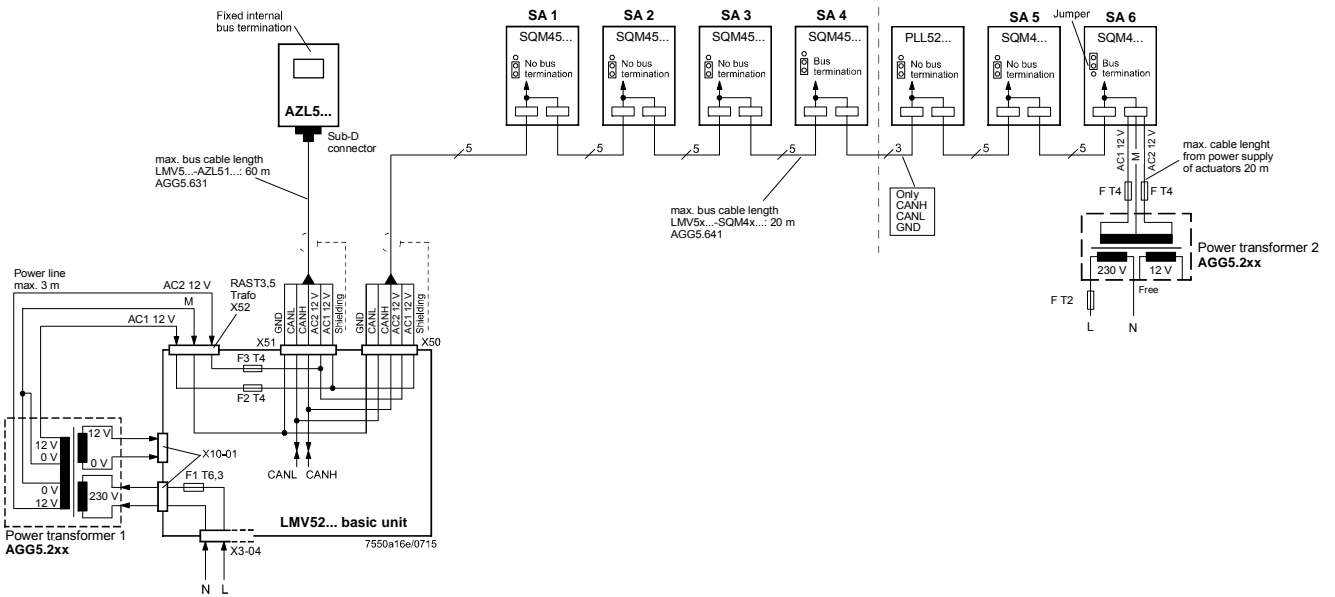 Fixed internal
bus termination
AZL5...
Sub-D
connector
max. bus cable length
LMV5...-AZL51...: 60 m
AGG5.631
SA 1
SQM45...
No bus
termination
SA 2
SQM45...
No bus
termination
SA 3
SQM45...
No bus
termination
SA 4
SQM45...
Bus
termination
PLL52...
No bus
termination
SA 5
SQM4...
No bus
termination
Jumper
SA 6
SQM4...
Bus
termination
5
5
5
5
3
5
5
Only
CANH
CANL
GND
max. bus cable length
LMV5x...-SQM4x...: 20 m
AGG5.641
AC1 12 V
M
AC2 12 V
max. cable lenght
from power supply
of actuators 20 m
F T4
F T4
Power transformer 2
AGG5.2xx
230 V
12 V
Free
F T2
L
N
Power line
max. 3 m
AC2 12 V
M
AC1 12 V
RAST3,5
Trafo
X52
GND
CANL
CANH
AC2 12 V
AC1 12 V
Shielding
GND
CANL
CANH
AC2 12 V
AC1 12 V
Shielding
X51
X50
F3 T4
F2 T4
12 V
0 V
0 V
12 V
12 V
0 V
230 V
X10-01
F1 T6,3
CANL
CANH
LMV52... basic unit
7550a16e/0715
Power transformer 1
AGG5.2xx
X3-04
N
L